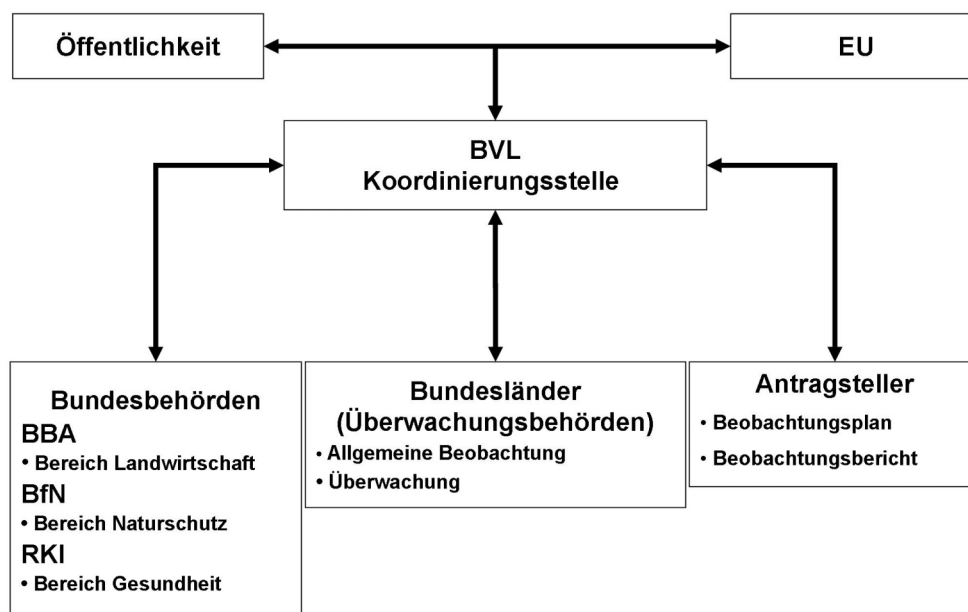 Öffentlichkeit
EU
BVL
Koordinierungsstelle
Bundesbehörden
BBA
• Bereich Landwirtschaft
BfN
• Bereich Naturschutz
RKI
• Bereich Gesundheit
Bundesländer
(Überwachungsbehörden)
• Allgemeine Beobachtung
• Überwachung
Antragsteller
• Beobachtungsplan
• Beobachtungsbericht